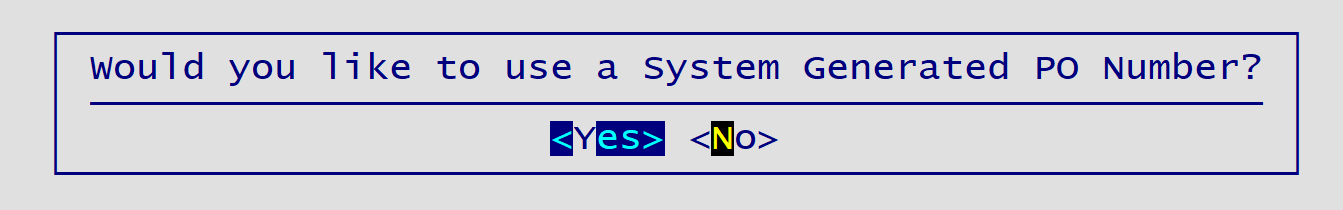 Would you like to use a System Generated PO Number?
<Yes> <No>